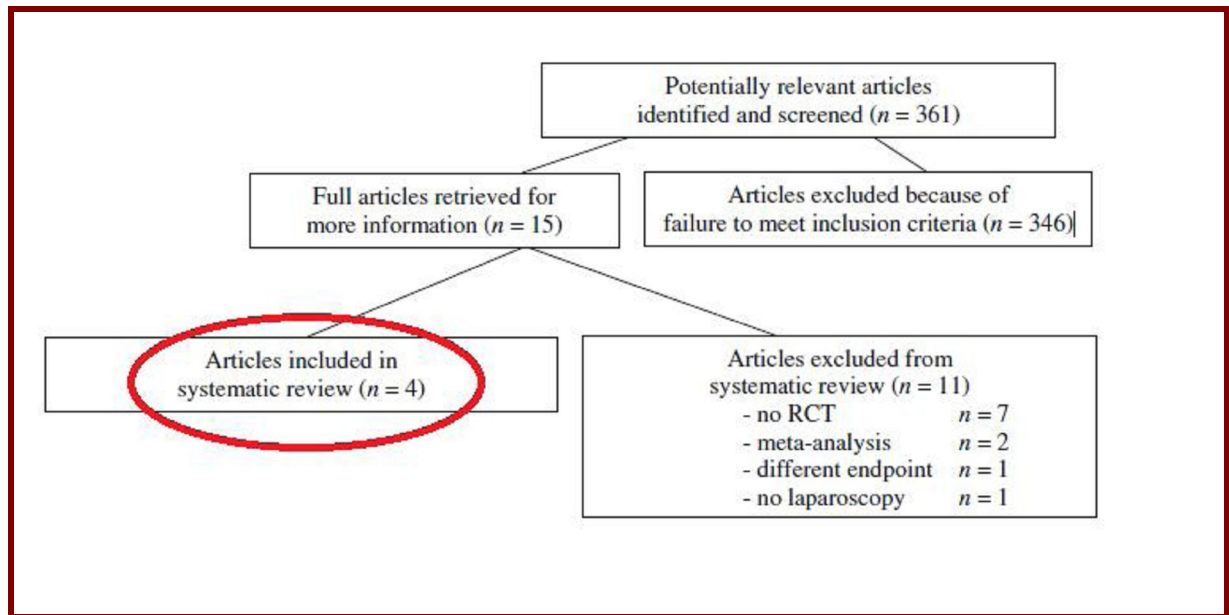 Potentially relevant articles
identified and screened (n = 361)
Full articles retrieved for
more information (n = 15)
Articles excluded because of
failure to meet inclusion criteria (n = 346)
Articles included in
systematic review (n = 4)
Articles excluded from
systematic review (n = 11)
- no RCT n = 7
- meta-analysis n = 2
- different endpoint n = 1
- no laparoscopy n = 1